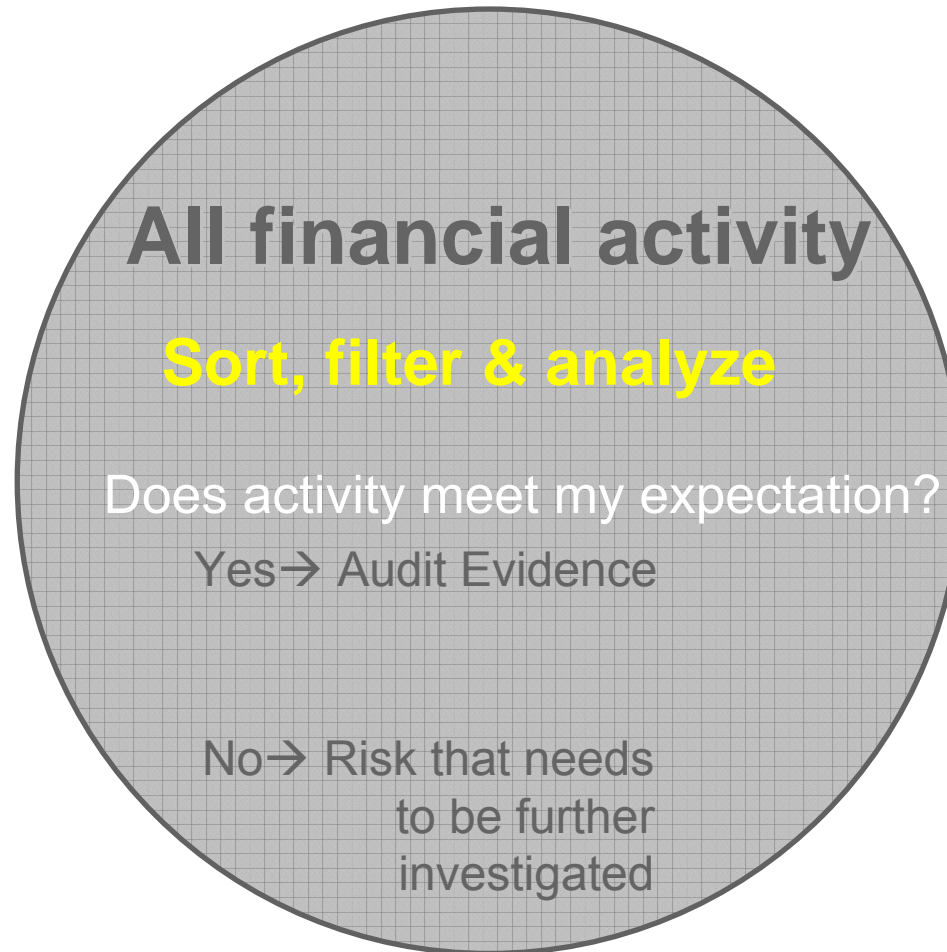 All financial activity
Sort, filter & analyze
Does activity meet my expectation?
Yes→ Audit Evidence
No→ Risk that needs
to be further
investigated